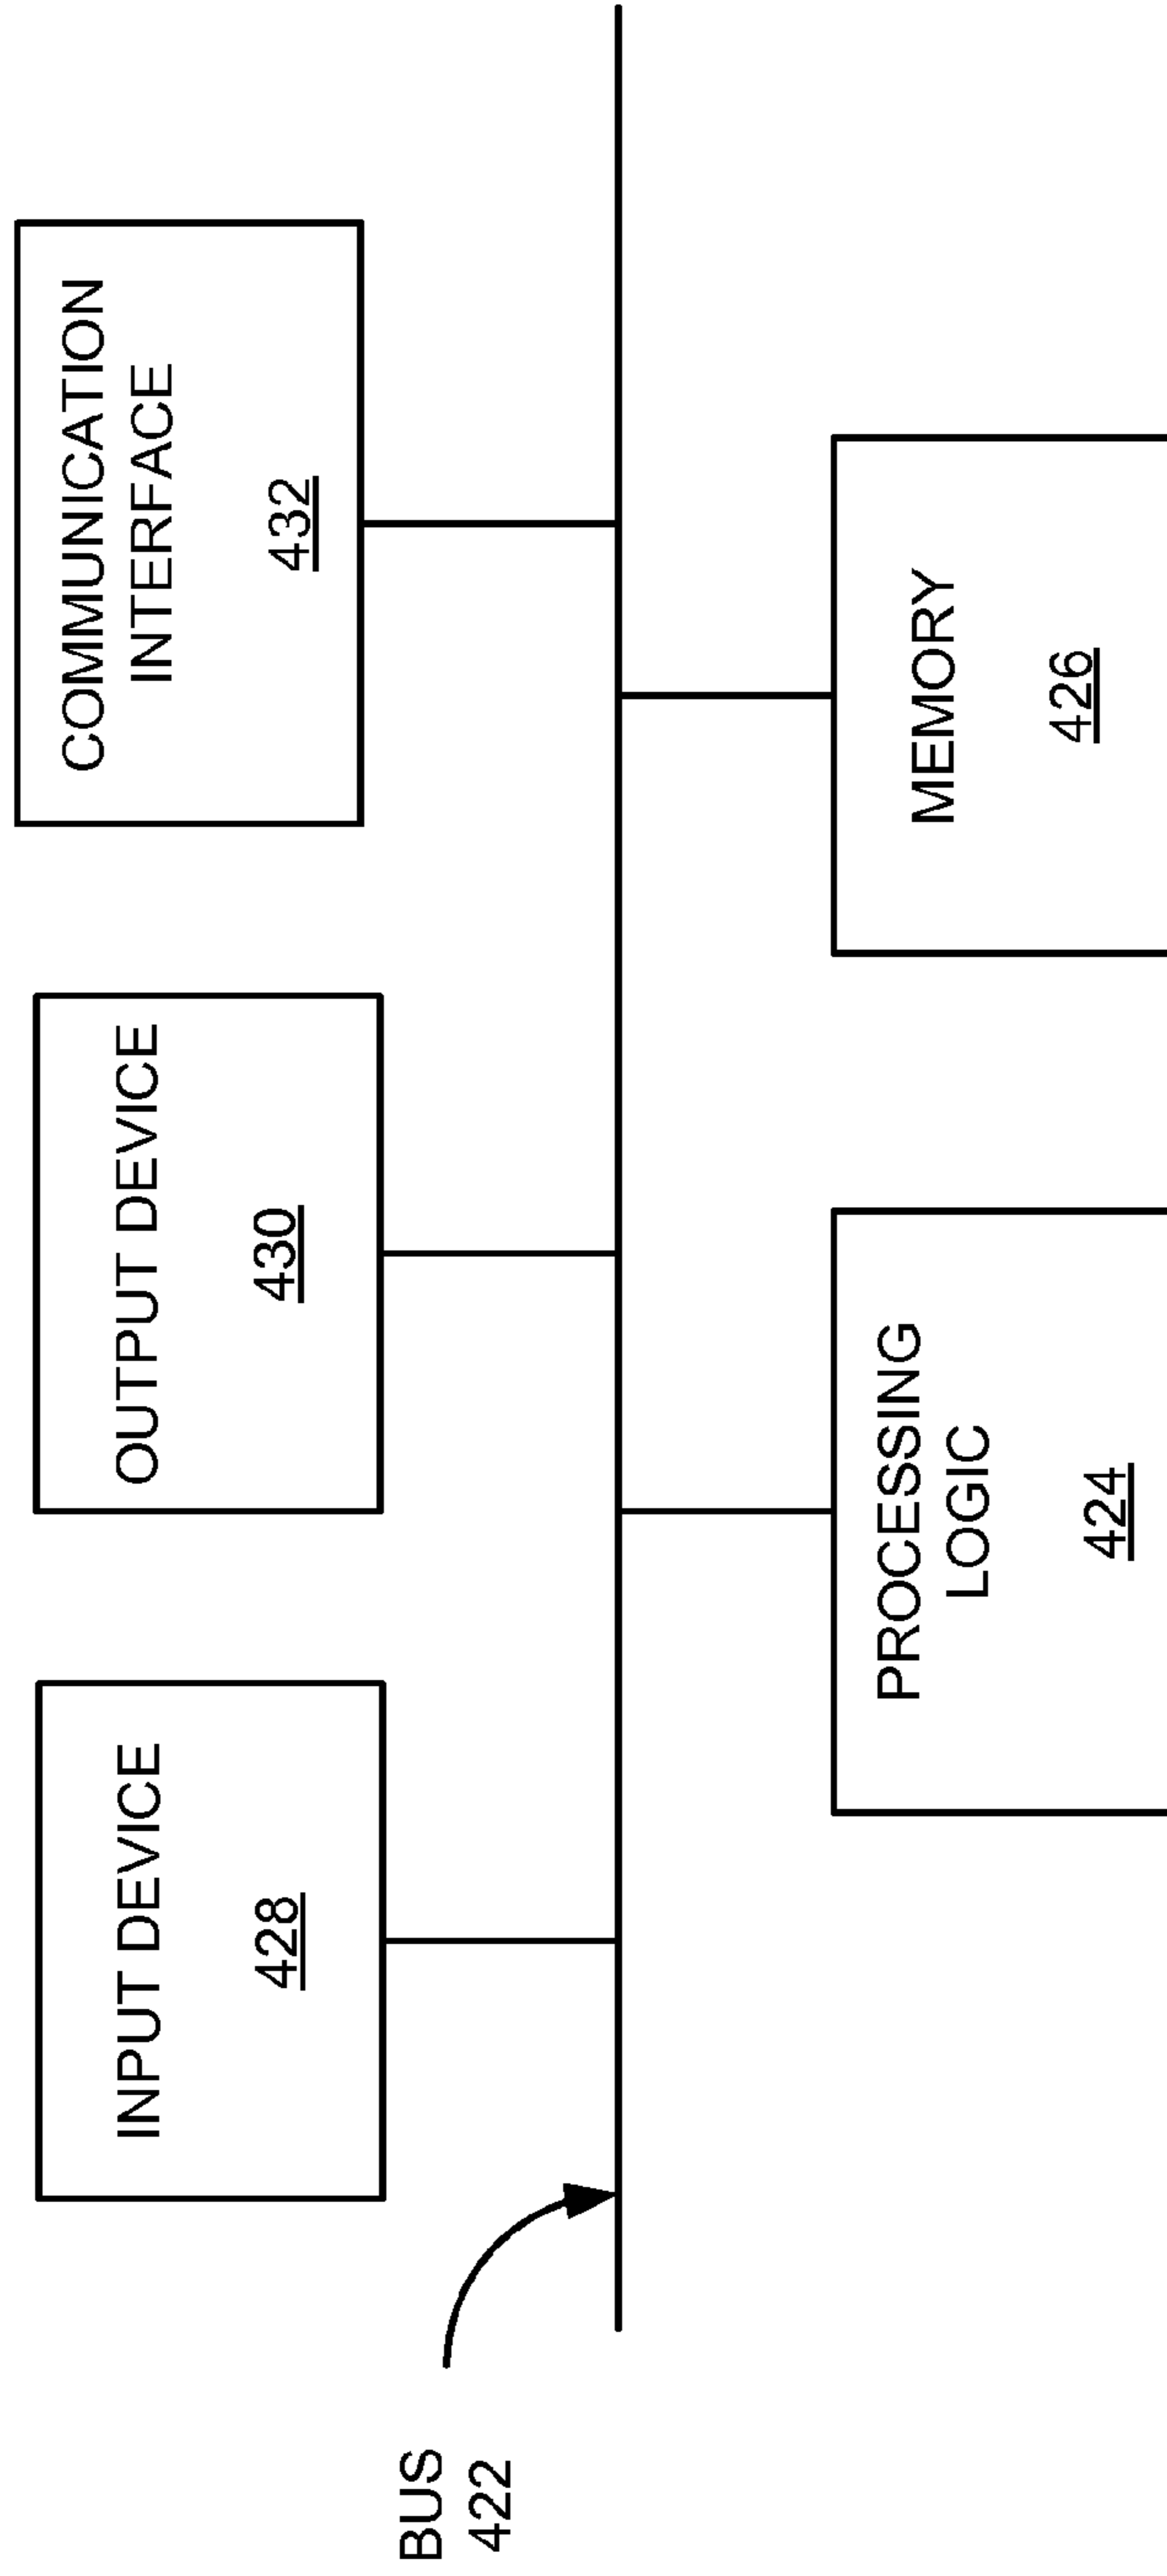 INPUT DEVICE
428
OUTPUT DEVICE
430
COMMUNICATION
INTERFACE
432
BUS
422
PROCESSING
LOGIC
424
MEMORY
426